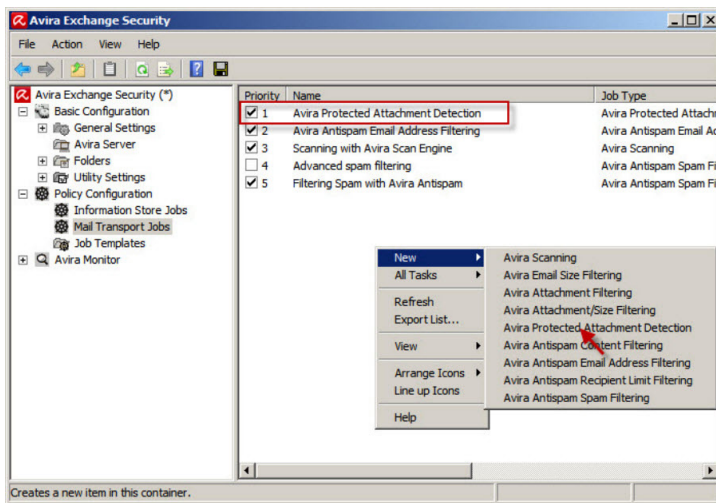 Avira Exchange Security
File Action View Help
Avira Exchange Security (*)
Basic Configuration
General Settings
Avira Server
Folders
Utility Settings
Policy Configuration
Information Store Jobs
Mail Transport Jobs
Job Templates
Avira Monitor
Priority Name Job Type
1 Avira Protected Attachment Detection Avira Protected Attachm
2 Avira Antispam Email Address Filtering Avira Antispam Email Ad
3 Scanning with Avira Scan Engine Avira Scanning
4 Advanced spam filtering Avira Antispam Spam Fi
5 Filtering Spam with Avira Antispam Avira Antispam Spam Fi
New
All Tasks
Refresh
Export List...
View
Arrange Icons
Line up Icons
Help
Avira Scanning
Avira Email Size Filtering
Avira Attachment Filtering
Avira Attachment/Size Filtering
Avira Protected Attachment Detection
Avira Antispam Content Filtering
Avira Antispam Email Address Filtering
Avira Antispam Recipient Limit Filtering
Avira Antispam Spam Filtering
Creates a new item in this container.